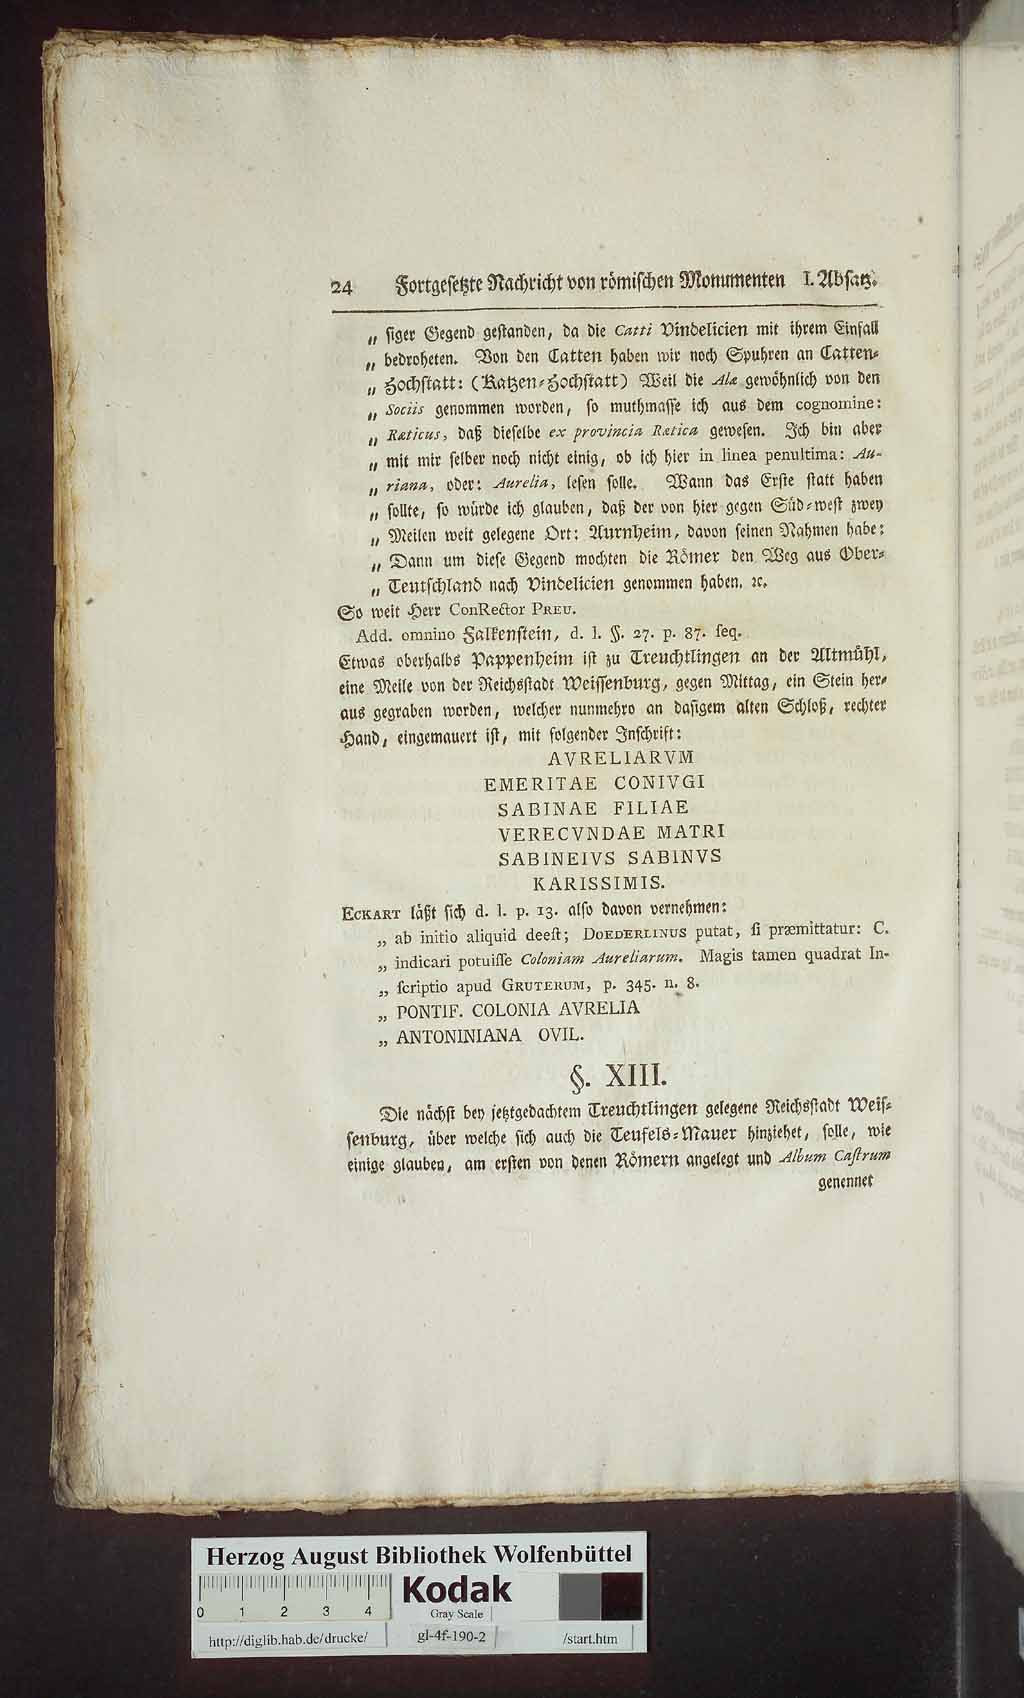 24 Fortgesetzte Nachricht von römischen Monumenten I. Absatz.
„ siger Gegend gestanden, da die Catti Vindelicien mit ihrem Einfall
„ bedroheten. Von den Catten haben wir noch Spuhren an Catten-
„ Hochstatt: (Katzen-Hochstatt) Weil die Alæ gewöhnlich von den
„ Sociis genommen worden, so muthmasse ich aus dem cognomine:
„ Ræticus, daß dieselbe ex provincia Rætica gewesen. Ich bin aber
„ mit mir selber noch nicht einig, ob ich hier in linea penultima: Au-
„ riana, oder: Aurelia, lesen solle. Wann das Erste statt haben
„ sollte, so würde ich glauben, daß der von hier gegen Süd-west zwey
„ Meilen weit gelegene Ort: Aurnheim, davon seinen Nahmen habe:
„ Dann um diese Gegend mochten die Römer den Weg aus Ober-
„ Teutschland nach Vindelicien genommen haben. ꝛc.
So weit Herr ConRector PREU.
Add. omnino Falkenstein, d. l. §. 27. p. 87. seq.
Etwas oberhalbs Pappenheim ist zu Treuchtlingen an der Altmühl,
eine Meile von der Reichsstadt Weissenburg, gegen Mittag, ein Stein her-
aus gegraben worden, welcher nunmehro an dasigem alten Schloß, rechter
Hand, eingemauert ist, mit folgender Inschrift:
AVRELIARVM
EMERITAE CONIVGI
SABINAE FILIAE
VERECVNDAE MATRI
SABINEIVS SABINVS
KARISSIMIS.
ECKART läßt sich d. l. p. 13. also davon vernehmen:
„ ab initio aliquid deeſt; DOEDERLINUS putat, ſi præmittatur: C.
„ indicari potuiſſe Coloniam Aureliarum. Magis tamen quadrat In-
„ ſcriptio apud GRUTERUM, p. 345. n. 8.
„ PONTIF. COLONIA AVRELIA
„ ANTONINIANA OVIL.
§. XIII.
Die nächst bey jetztgedachtem Treuchtlingen gelegene Reichsstadt Weis-
senburg, über welche sich auch die Teufels-Mauer hinziehet, solle, wie
einige glauben, am ersten von denen Römern angelegt und Album Caſtrum
genennet
Herzog August Bibliothek Wolfenbüttel
0 1 2 3 4
Kodak
Gray Scale
http://diglib.hab.de/drucke/ gl-4f-190-2 /start.htm